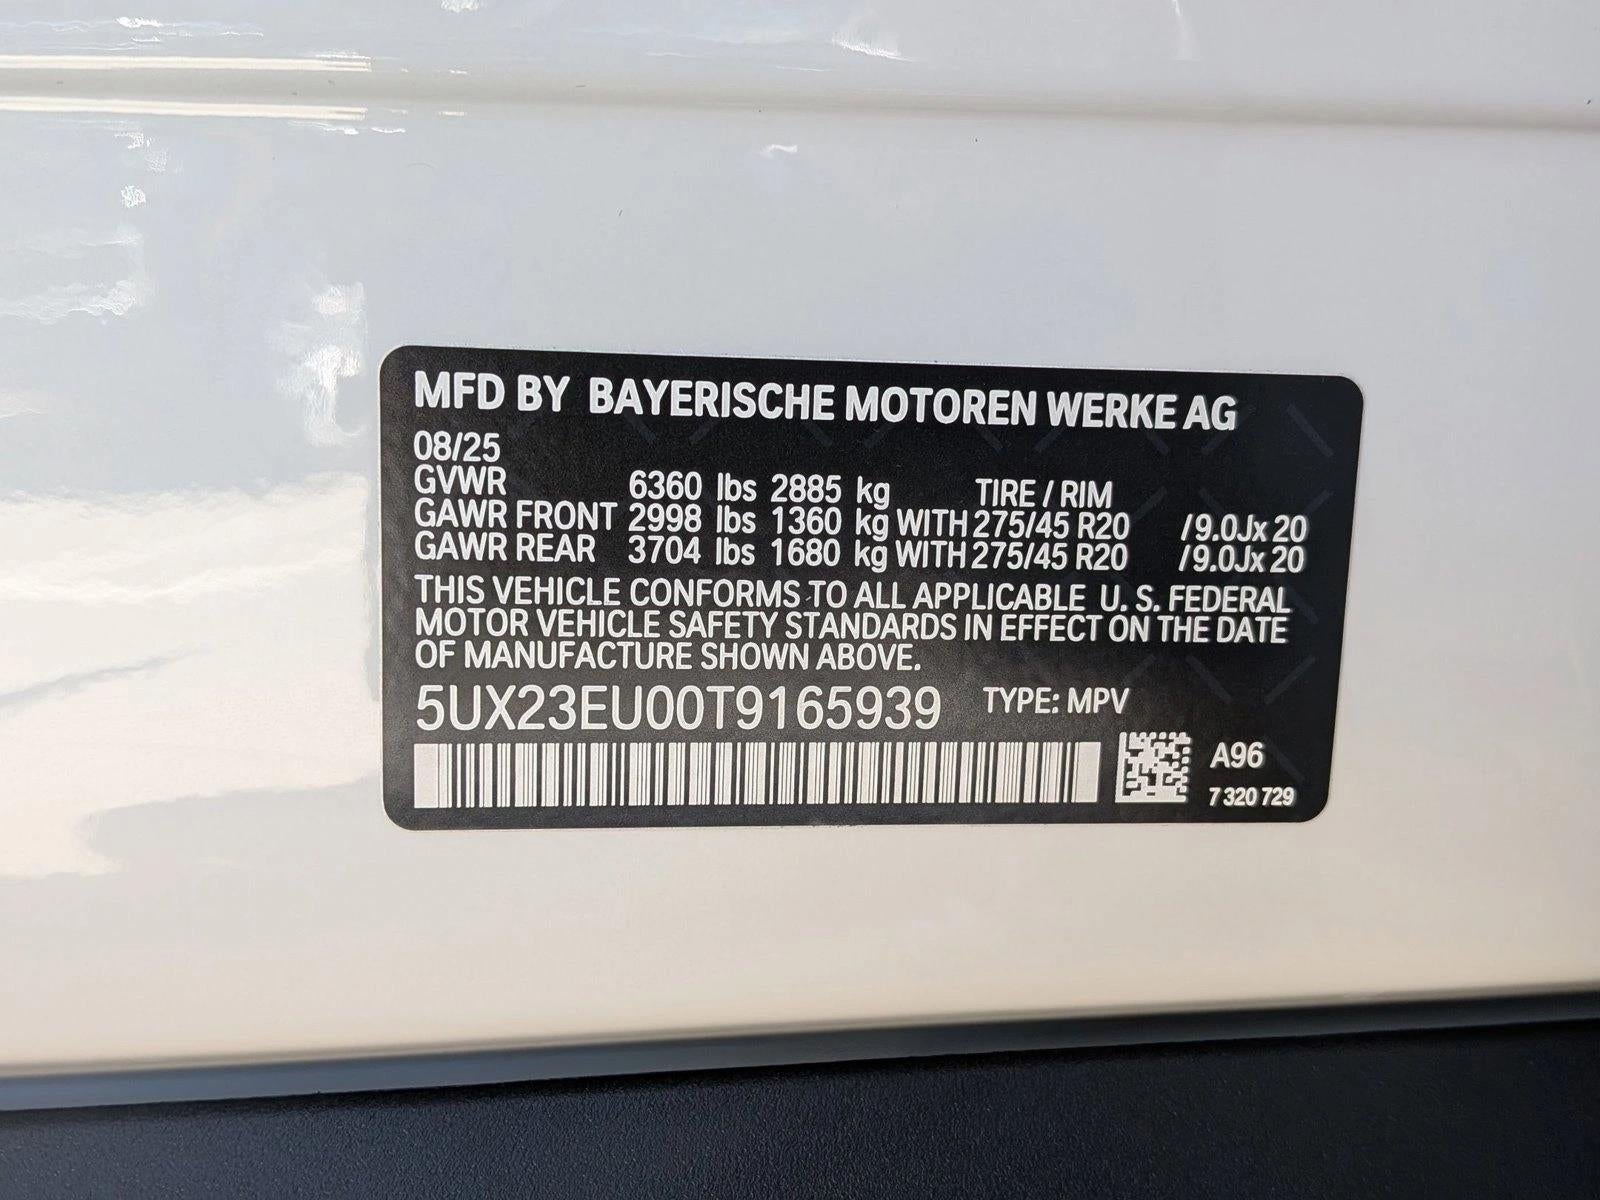 MFD BY BAYERISCHE MOTOREN WERKE AG
08/25
GVWR 6360 lbs 2885 kg TIRE / RIM
GAWR FRONT 2998 lbs 1360 kg WITH 275/45 R20 /9.0Jx 20
GAWR REAR 3704 lbs 1680 kg WITH 275/45 R20 /9.0Jx 20
THIS VEHICLE CONFORMS TO ALL APPLICABLE U. S. FEDERAL
MOTOR VEHICLE SAFETY STANDARDS IN EFFECT ON THE DATE
OF MANUFACTURE SHOWN ABOVE.
5UX23EU00T9165939 TYPE: MPV
A96
7 320 729